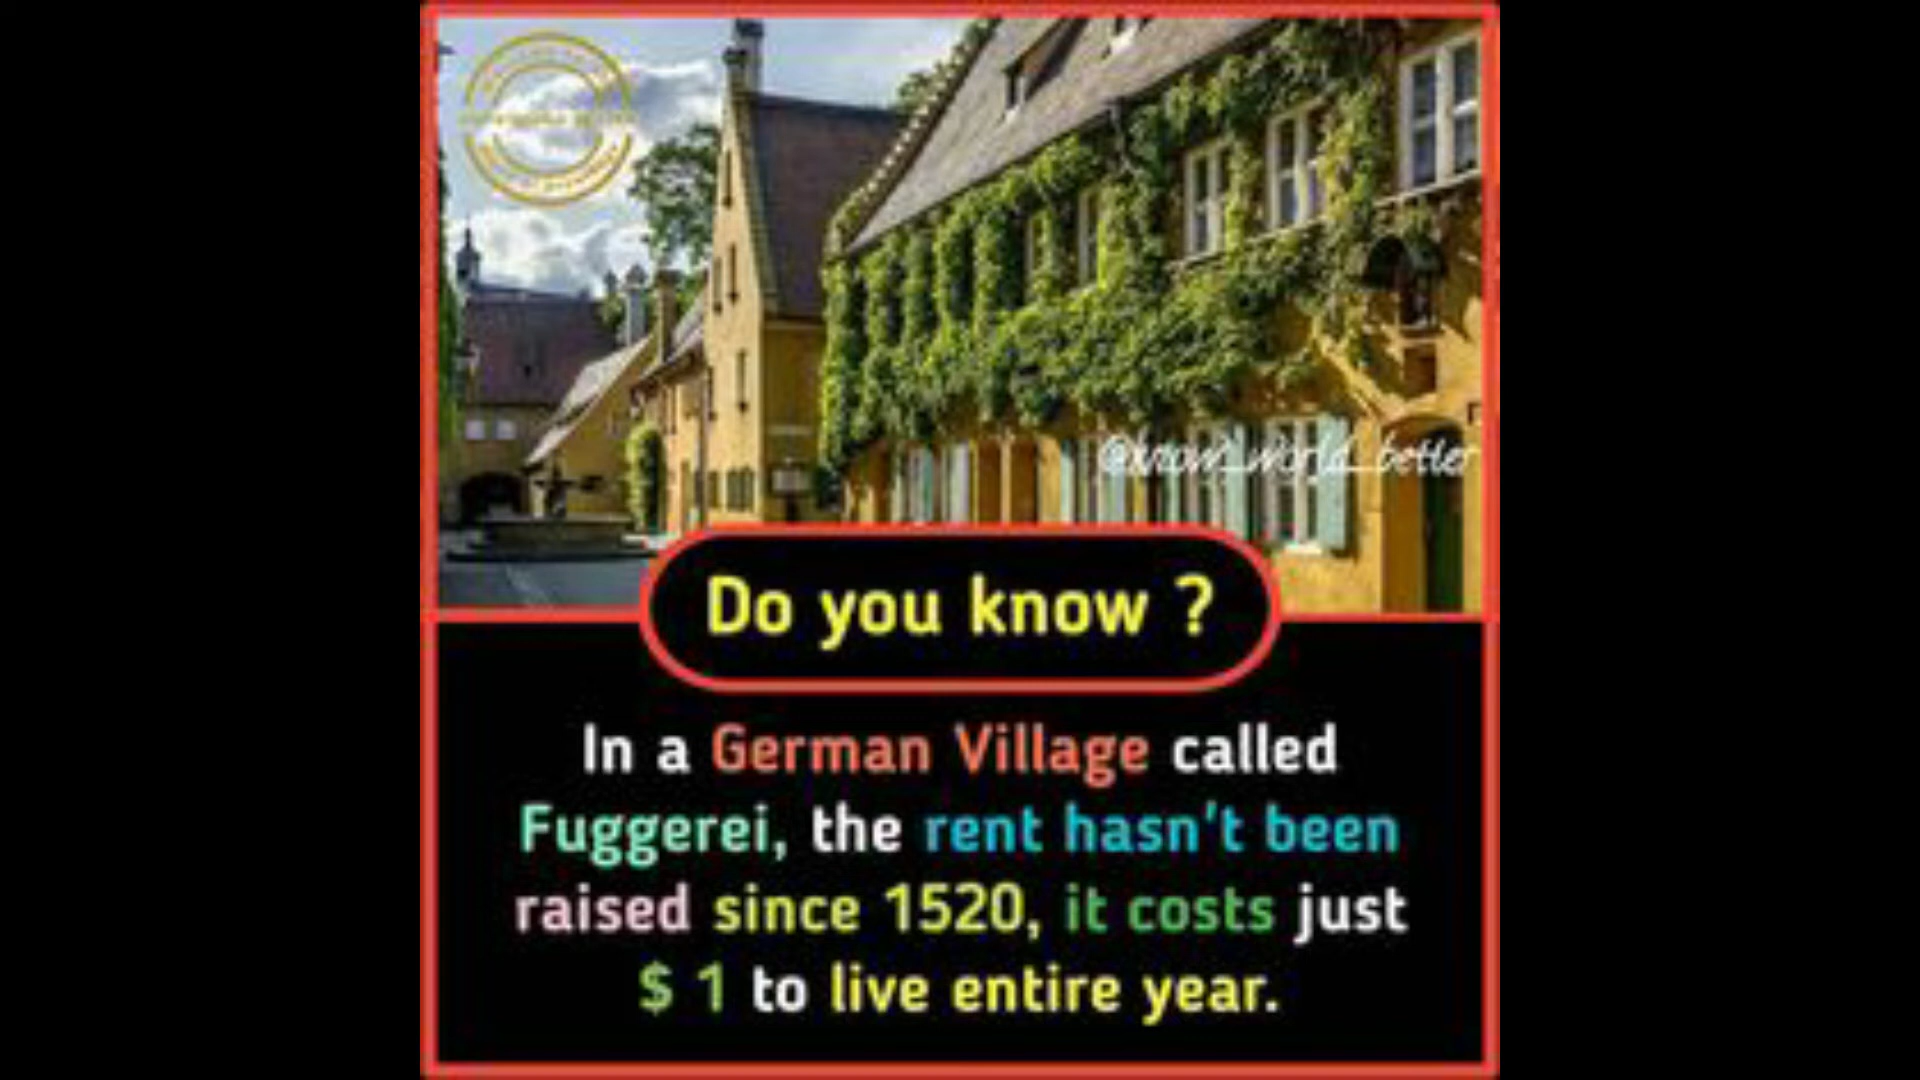 @know_world_better
Do you know ?
In a German Village called
Fuggerei, the rent hasn't been
raised since 1520, it costs just
$ 1 to live entire year.